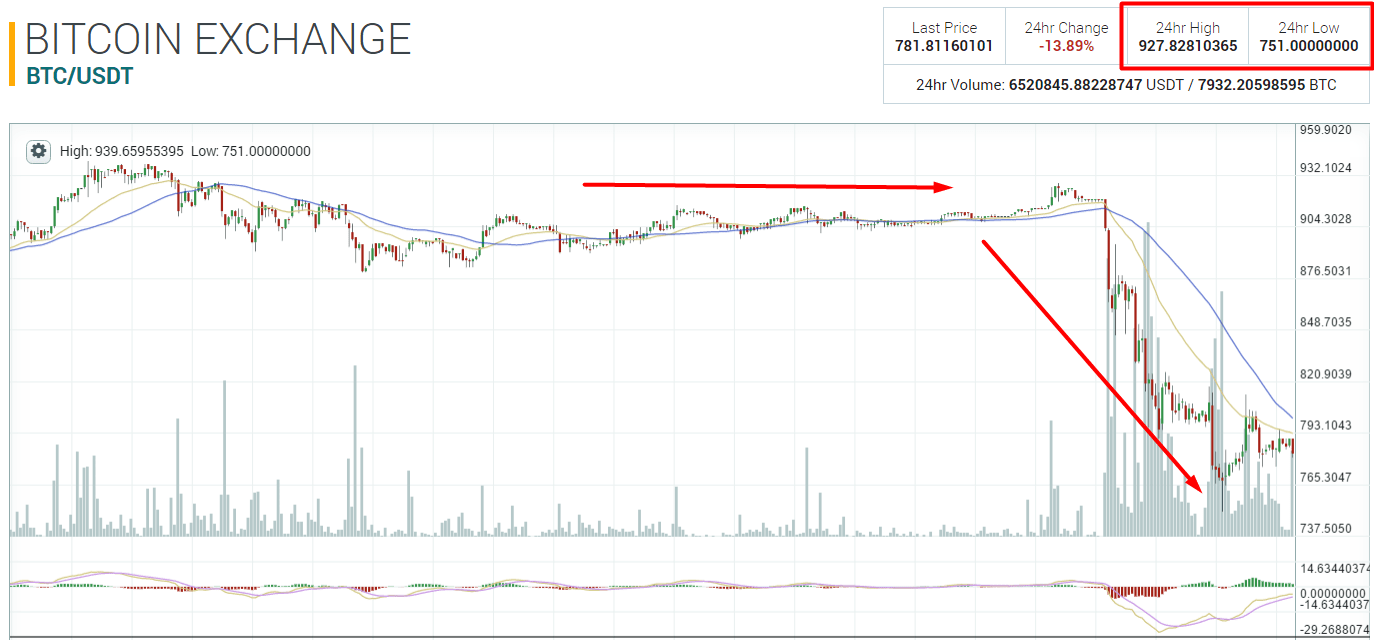 BITCOIN EXCHANGE
BTC/USDT
Last Price 24hr Change 24hr High 24hr Low
781.81160101 -13.89% 927.82810365 751.00000000
24hr Volume: 6520845.88228747 USDT / 7932.20598595 BTC
High: 939.65955395 Low: 751.00000000
959.9020
932.1024
904.3028
876.5031
848.7035
820.9039
793.1043
765.3047
737.5050
14.63440374
0.00000000
-14.6344037
-29.2688074